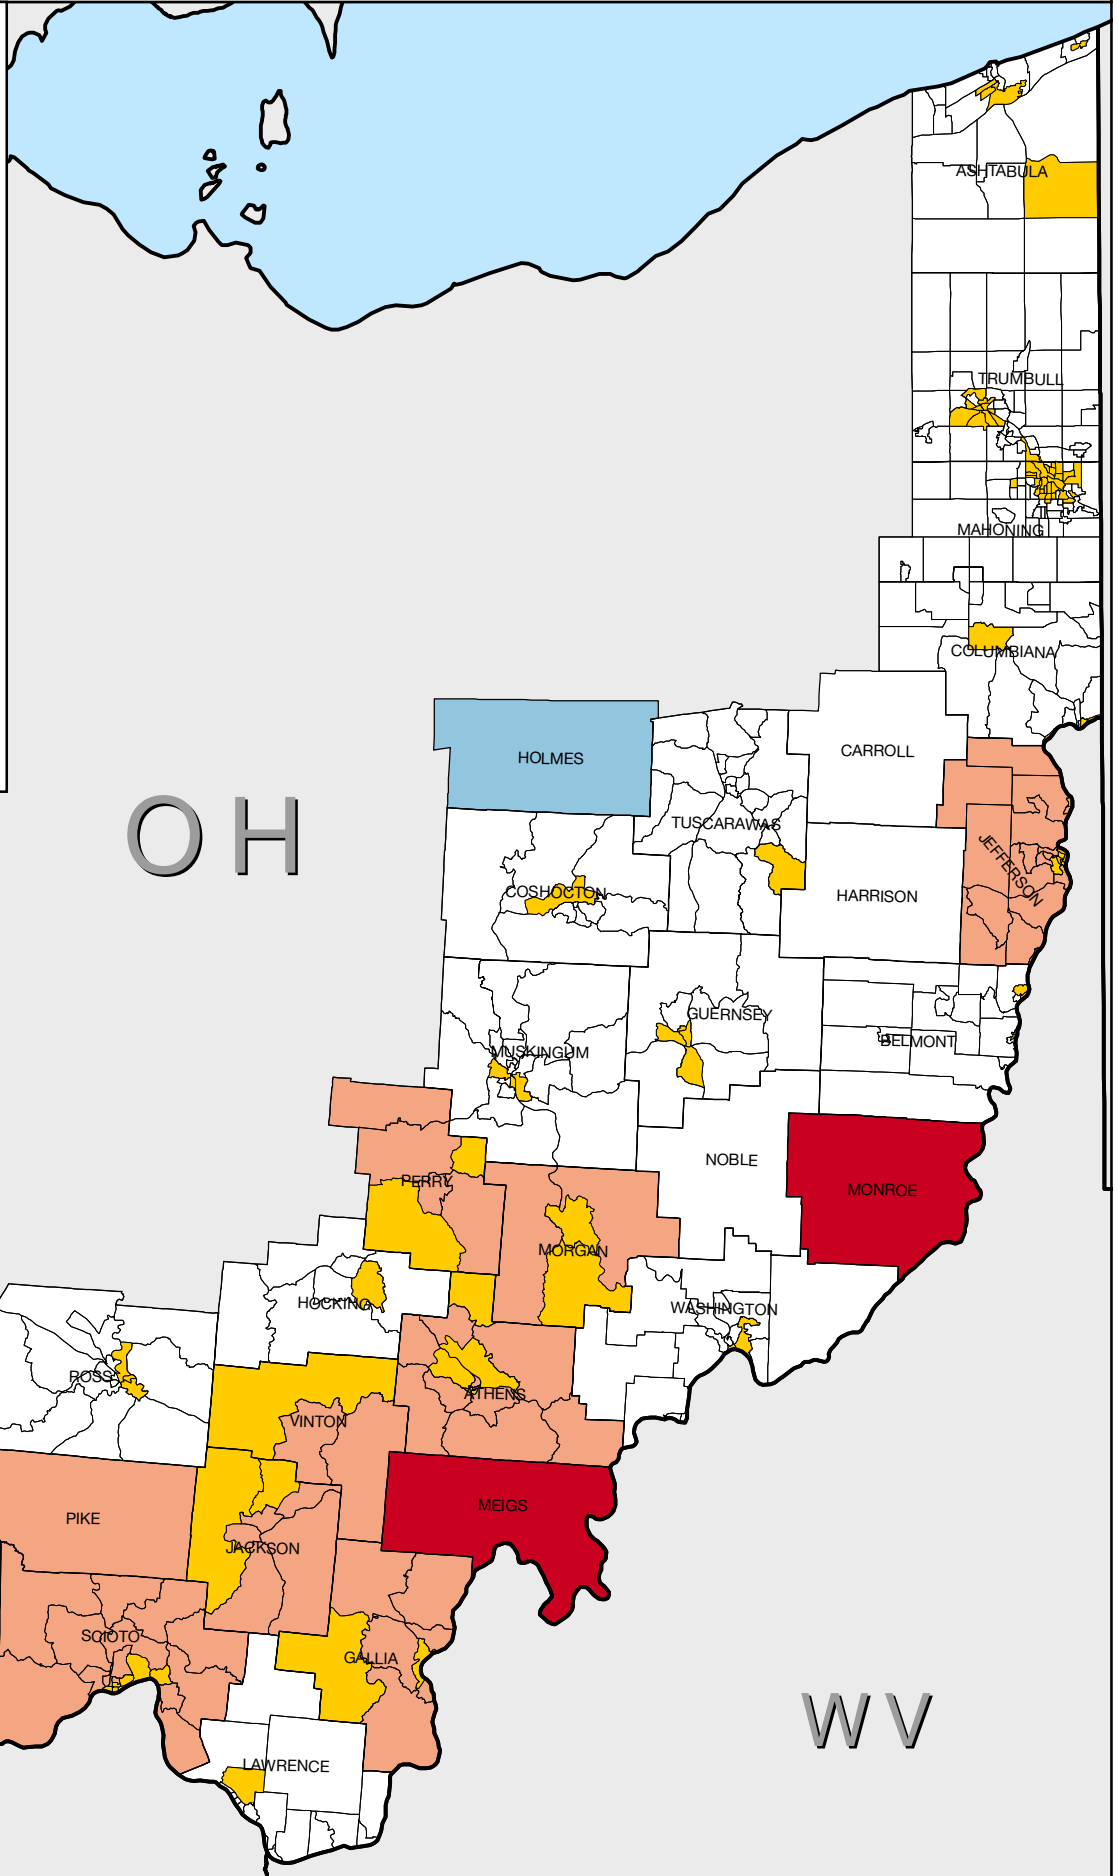 ASHTABULA
TRUMBULL
MAHONING
COLUMBIANA
HOLMES
CARROLL
TUSCARAWAS
OH
JEFFERSON
COSHOCTON
HARRISON
GUERNSEY
BELMONT
MUSKINGUM
NOBLE
PERRY
MONROE
MORGAN
HOCKING
WASHINGTON
ROSS
ATHENS
VINTON
MEIGS
PIKE
JACKSON
SCIOTO
GALLIA
WV
LAWRENCE